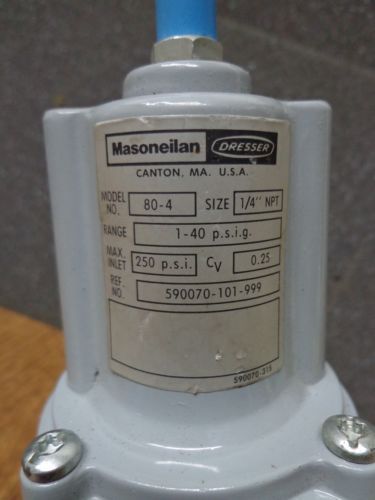 Masoneilan DRESSER
CANTON, MA. U.S.A.
MODEL NO. 80-4 SIZE 1/4" NPT
RANGE 1-40 p.s.i.g.
MAX. INLET 250 p.s.i. CV 0.25
REF. NO. 590070-101-999
590070-315